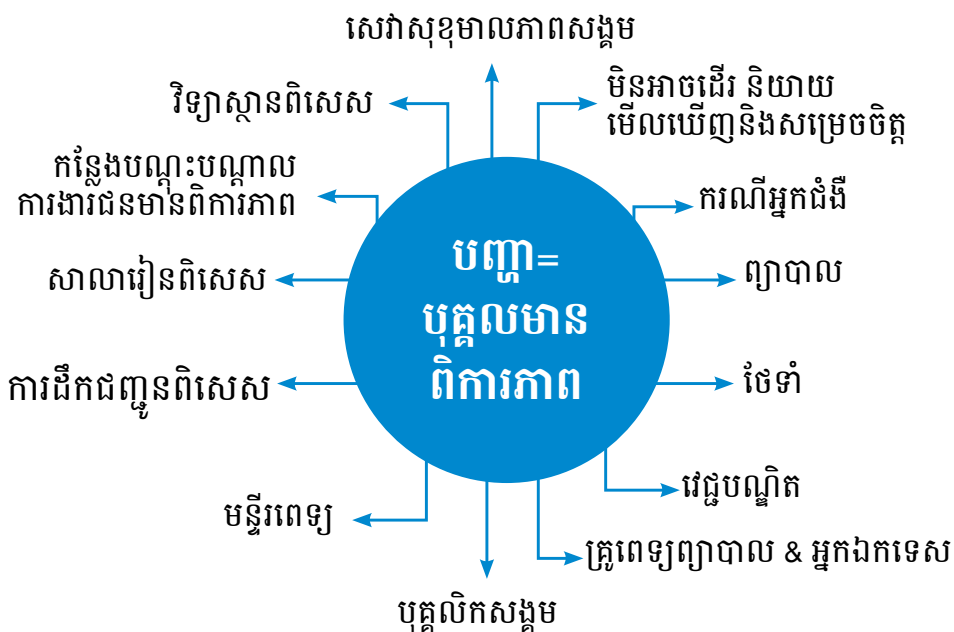 សេវាសុខុមាលភាពសង្គម
វិទ្យាស្ថានពិសេស
មិនអាចដើរ និយាយ
មើលឃើញនិងសម្រេចចិត្ត
កន្លែងបណ្តុះបណ្តាល
ការងារជនមានពិការភាព
ករណីអ្នកជំងឺ
បញ្ហា=
បុគ្គលមាន
ពិការភាព
សាលារៀនពិសេស
ព្យាបាល
ការដឹកជញ្ជូនពិសេស
ថែទាំ
វេជ្ជបណ្ឌិត
មន្ទីរពេទ្យ
គ្រូពេទ្យព្យាបាល & អ្នកឯកទេស
បុគ្គលិកសង្គម